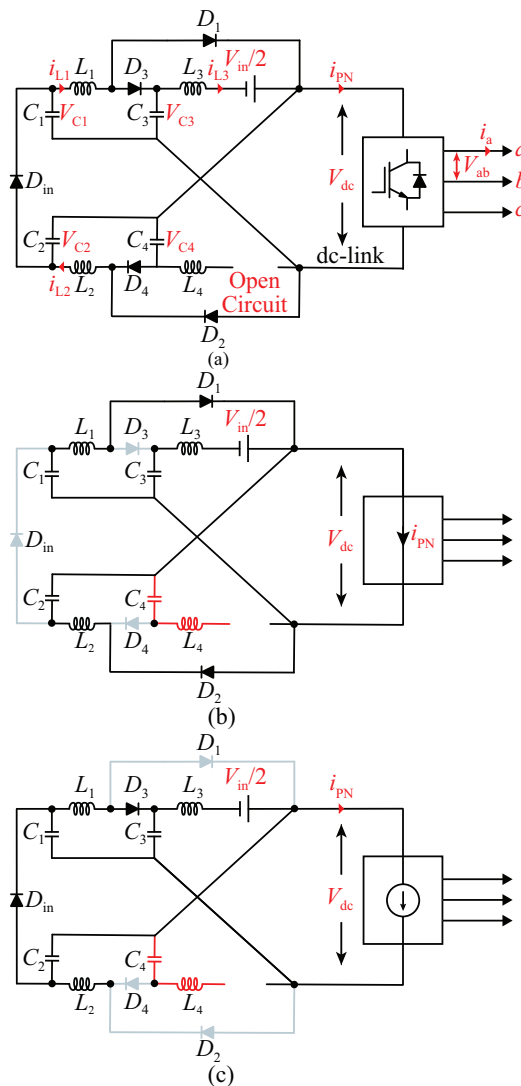 D1
iL1 L1 D3 L3 iL3 Vin/2 iPN
C1 VC1 C3 VC3
ia a
Vdc Vab b
Din
c
C2 VC2 C4 VC4
dc-link
iL2 L2 D4 L4 Open
Circuit
D2
(a)
D1
L1 D3 L3 Vin/2
C1 C3
Din Vdc iPN
C2 C4
L2 D4 L4
D2
(b)
D1
L1 D3 L3 Vin/2 iPN
C1 C3
Din Vdc
C2 C4
L2 D4 L4
D2
(c)